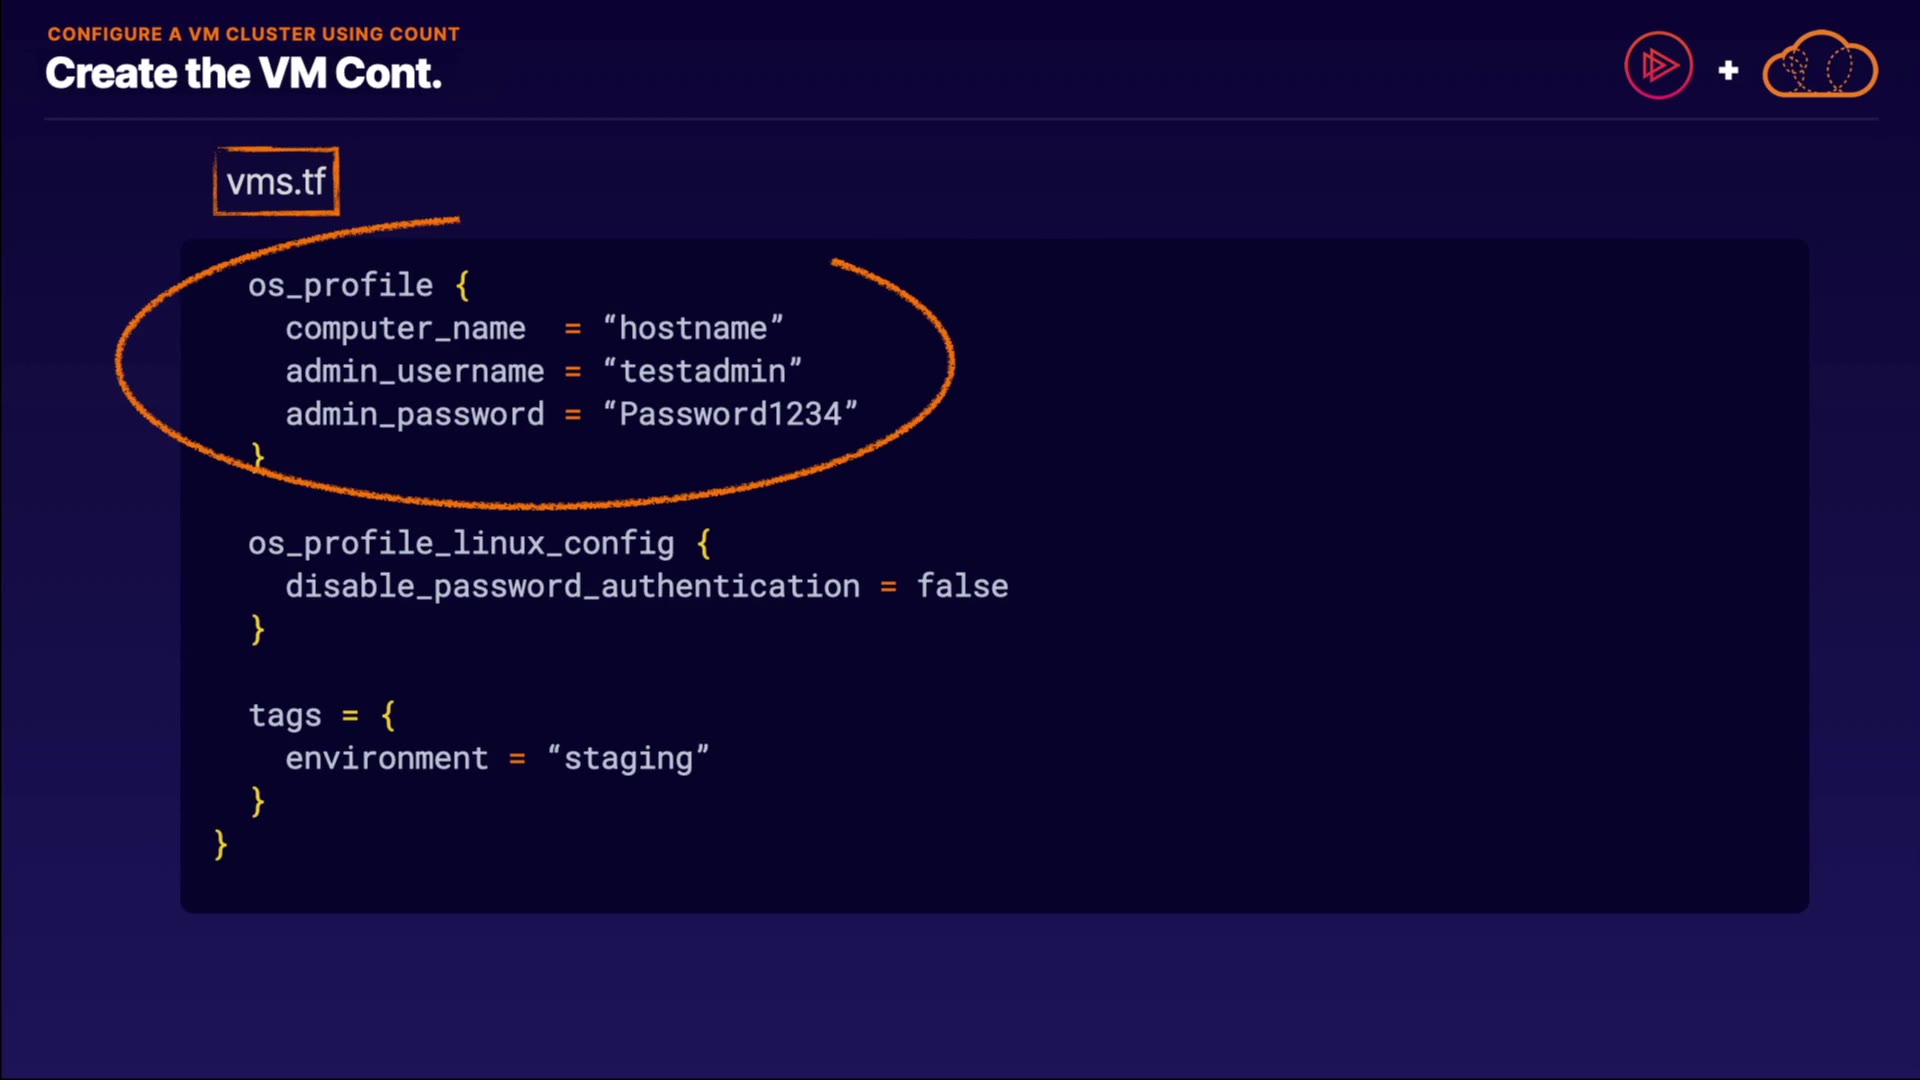 CONFIGURE A VM CLUSTER USING COUNT
Create the VM Cont.
+
vms.tf
os_profile {
computer_name = “hostname”
admin_username = “testadmin”
admin_password = “Password1234”
}
os_profile_linux_config {
disable_password_authentication = false
}
tags = {
environment = “staging”
}
}